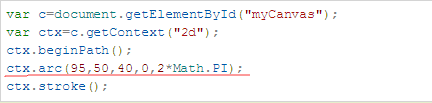 var c=document.getElementById("myCanvas");
var ctx=c.getContext("2d");
ctx.beginPath();
ctx.arc(95,50,40,0,2*Math.PI);
ctx.stroke();